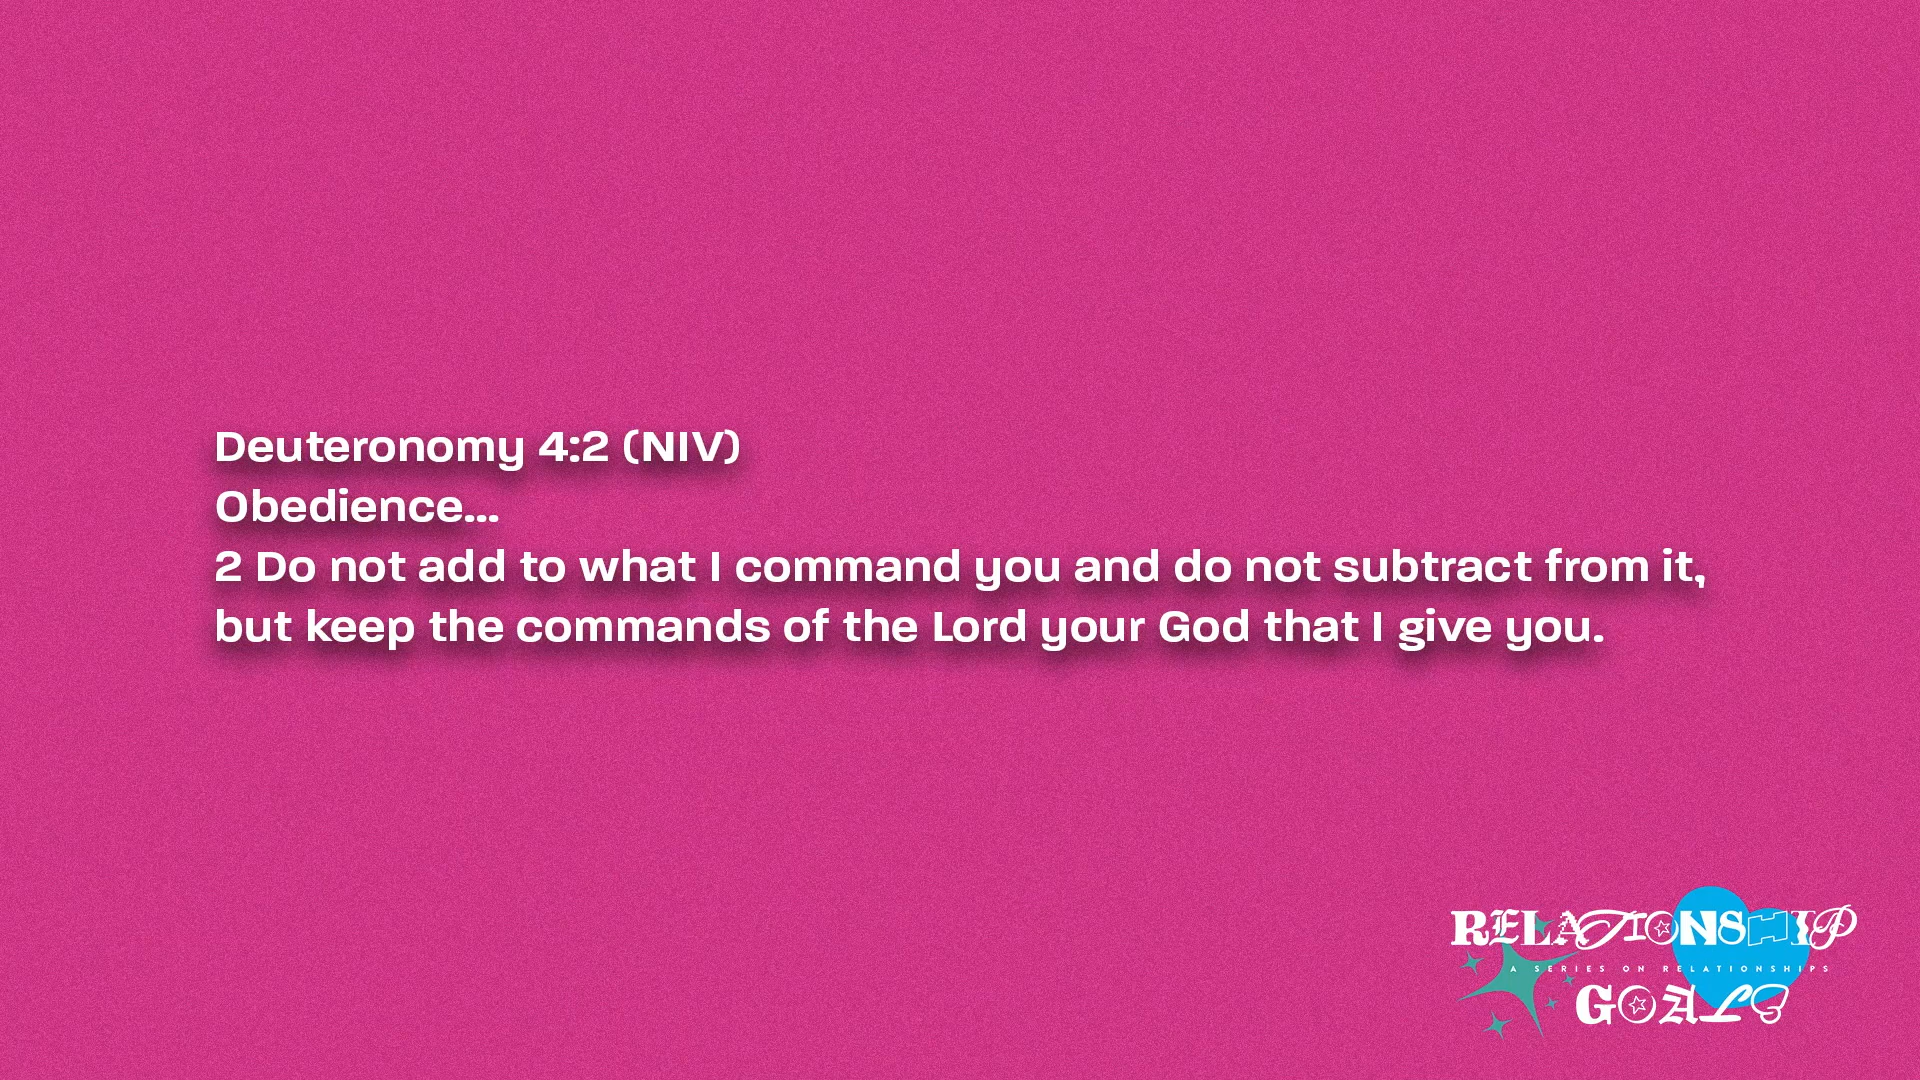 Deuteronomy 4:2 (NIV)
Obedience...
2 Do not add to what I command you and do not subtract from it,
but keep the commands of the Lord your God that I give you.
RELATIONSHIP
A SERIES ON RELATIONSHIPS
GOALS